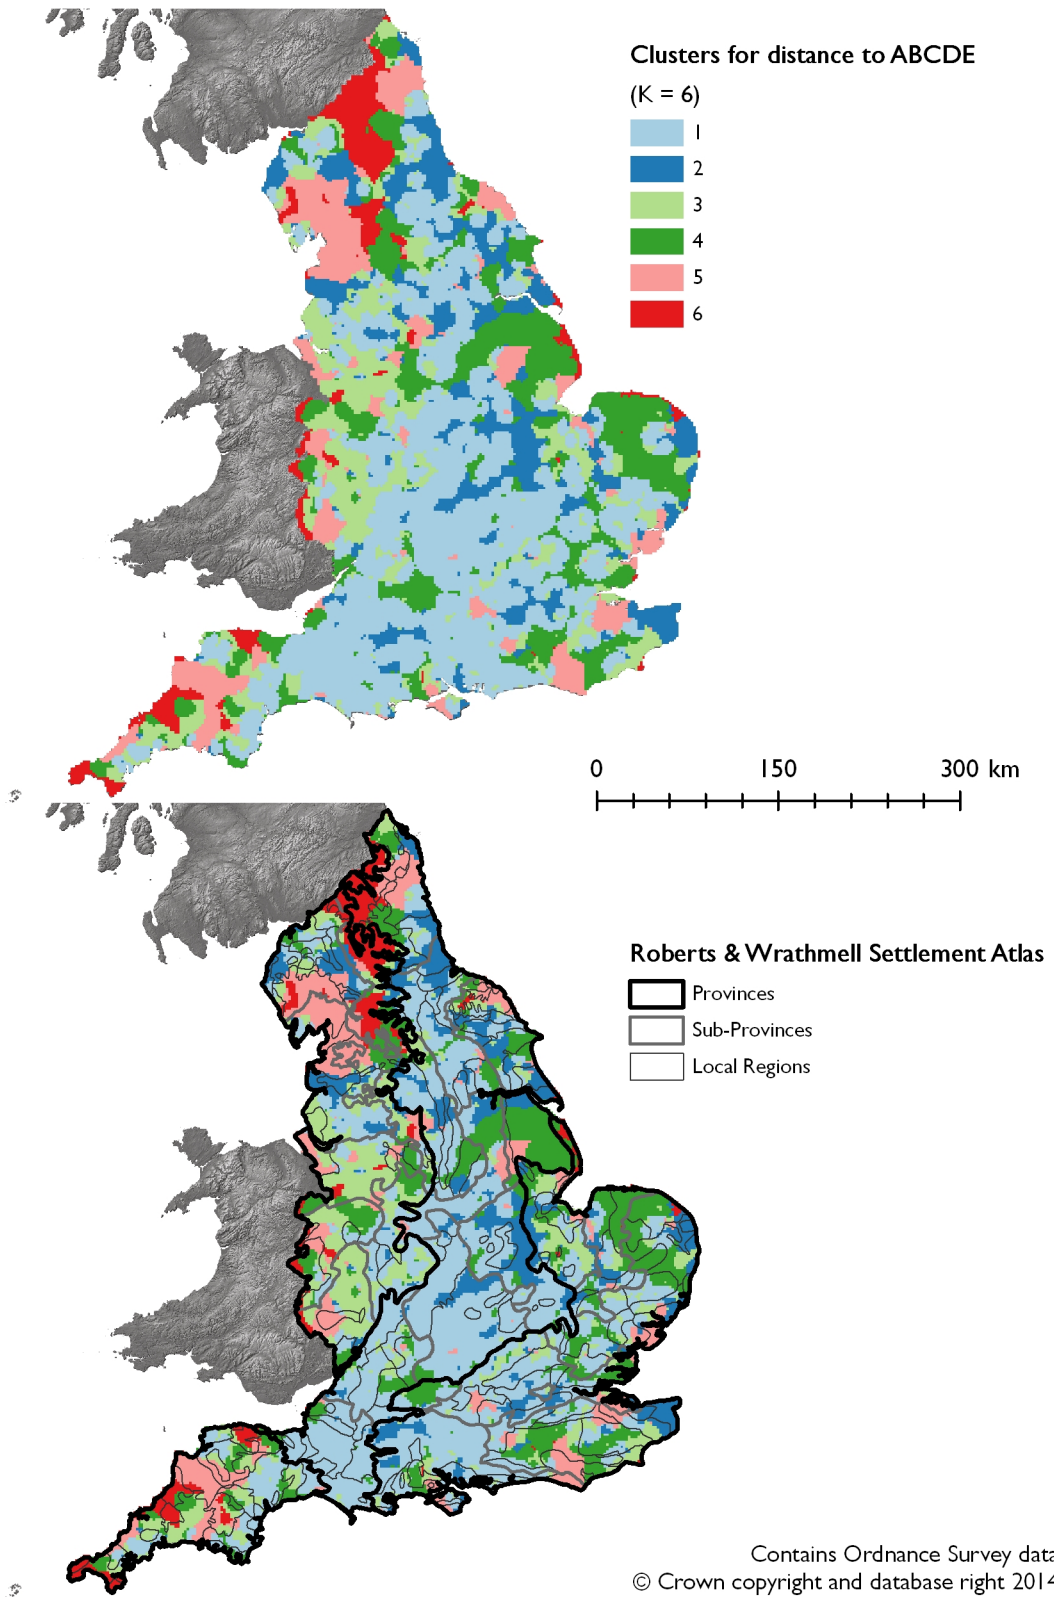 Clusters for distance to ABCDE
(K = 6)
1
2
3
4
5
6
0 150 300 km
Roberts & Wrathmell Settlement Atlas
Provinces
Sub-Provinces
Local Regions
Contains Ordnance Survey data
© Crown copyright and database right 2014